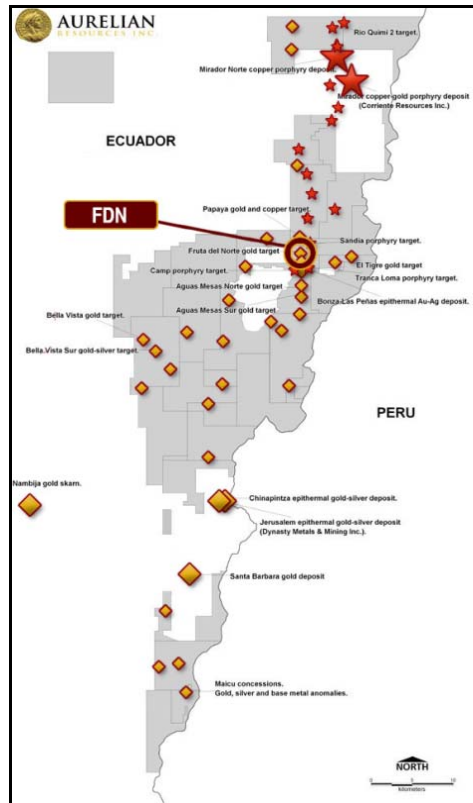 AURELIAN
RESOURCES INC.
Rio Quimi 2 target.
Mirador Norte copper porphyry deposit.
Mirador copper-gold porphyry deposit
(Corriente Resources Inc.)
ECUADOR
Papaya gold and copper target.
FDN
Sandia porphyry target.
Fruta del Norte gold target.
El Tigre gold target
Camp porphyry target.
Tranca Loma porphyry target.
Aguas Mesas Norte gold target
Bonza-Las Peñas epithermal Au-Ag deposit.
Aguas Mesas Sur gold target
Bella Vista gold target.
Bella.Vista Sur gold-silver target.
PERU
Nambija gold skarn.
Chinapintza epithermal gold-silver deposit.
Jerusalem epithermal gold-silver deposit
(Dynasty Metals & Mining Inc.).
Santa Barbara gold deposit
Maicu concessions.
Gold, silver and base metal anomalies.
NORTH
kilometers